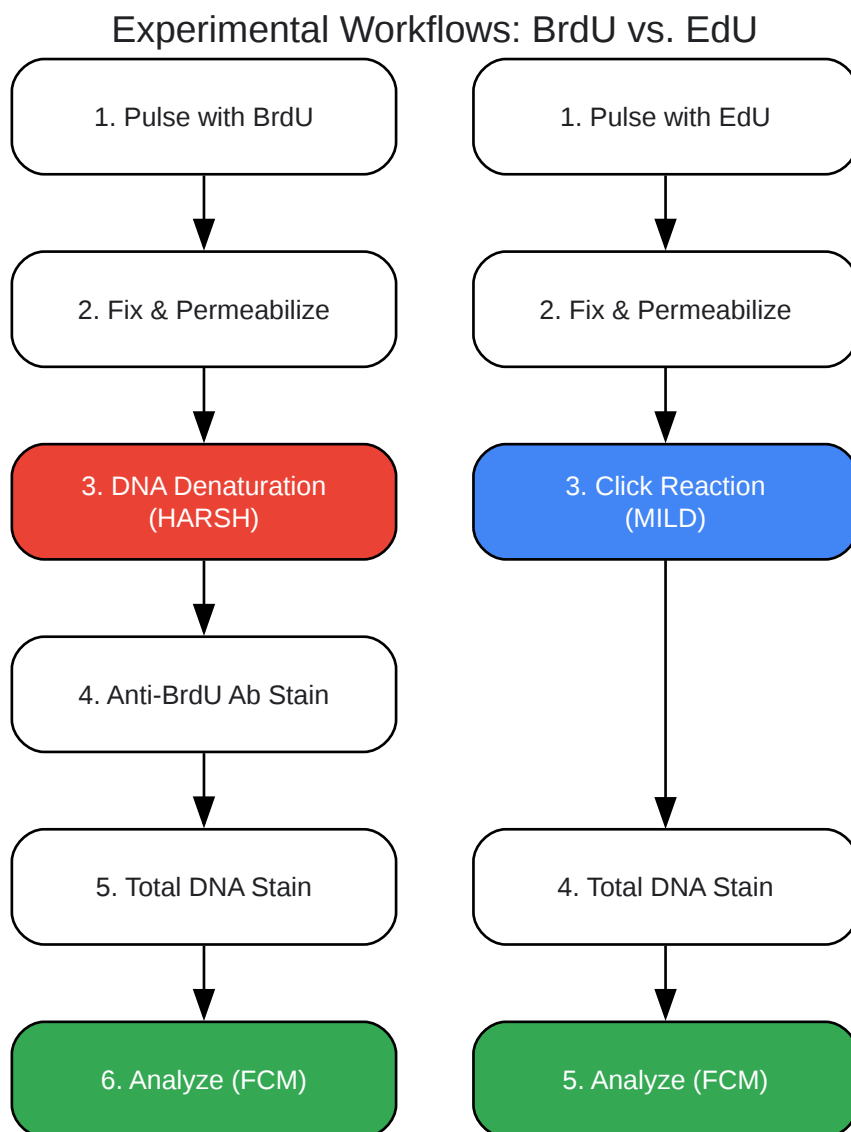 Experimental Workflows: BrdU vs. EdU
1. Pulse with BrdU
1. Pulse with EdU
2. Fix & Permeabilize
2. Fix & Permeabilize
3. DNA Denaturation
(HARSH)
3. Click Reaction
(MILD)
4. Anti-BrdU Ab Stain
5. Total DNA Stain
4. Total DNA Stain
6. Analyze (FCM)
5. Analyze (FCM)